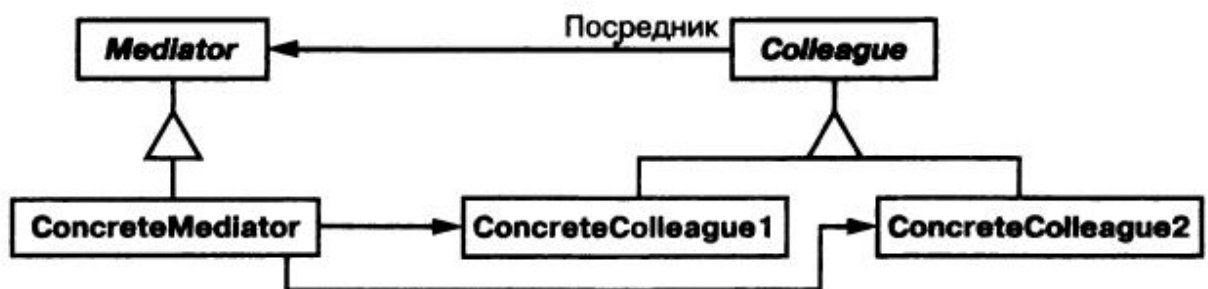 Mediator
Посредник
Colleague
ConcreteMediator
ConcreteColleague1
ConcreteColleague2